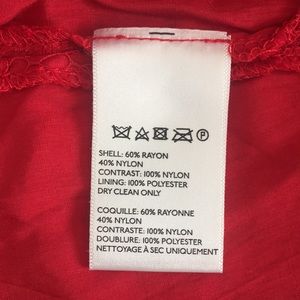 SHELL: 60% RAYON
40% NYLON
CONTRAST: 100% NYLON
LINING: 100% POLYESTER
DRY CLEAN ONLY
COQUILLE: 60% RAYONNE
40% NYLON
CONTRASTE: 100% NYLON
DOUBLURE: 100% POLYESTER
NETTOYAGE À SEC UNIQUEMENT